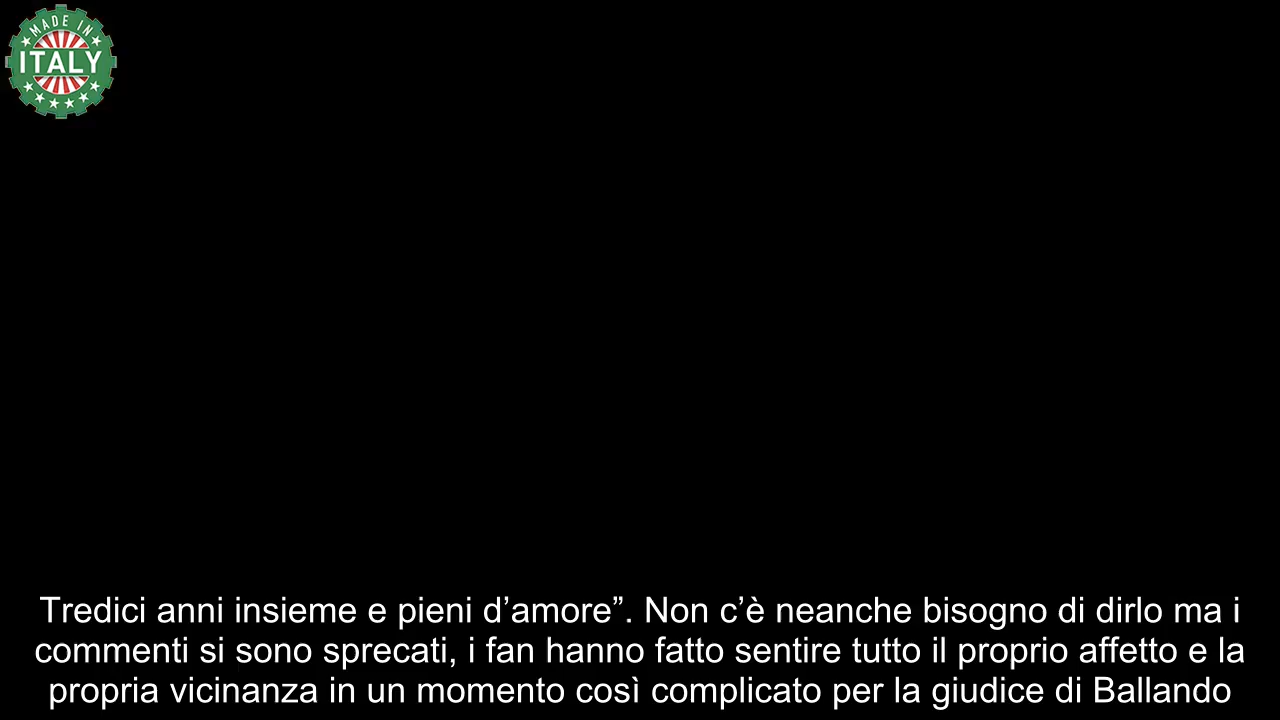 MADE IN
ITALY
Tredici anni insieme e pieni d’amore”. Non c’è neanche bisogno di dirlo ma i
commenti si sono sprecati, i fan hanno fatto sentire tutto il proprio affetto e la
propria vicinanza in un momento così complicato per la giudice di Ballando